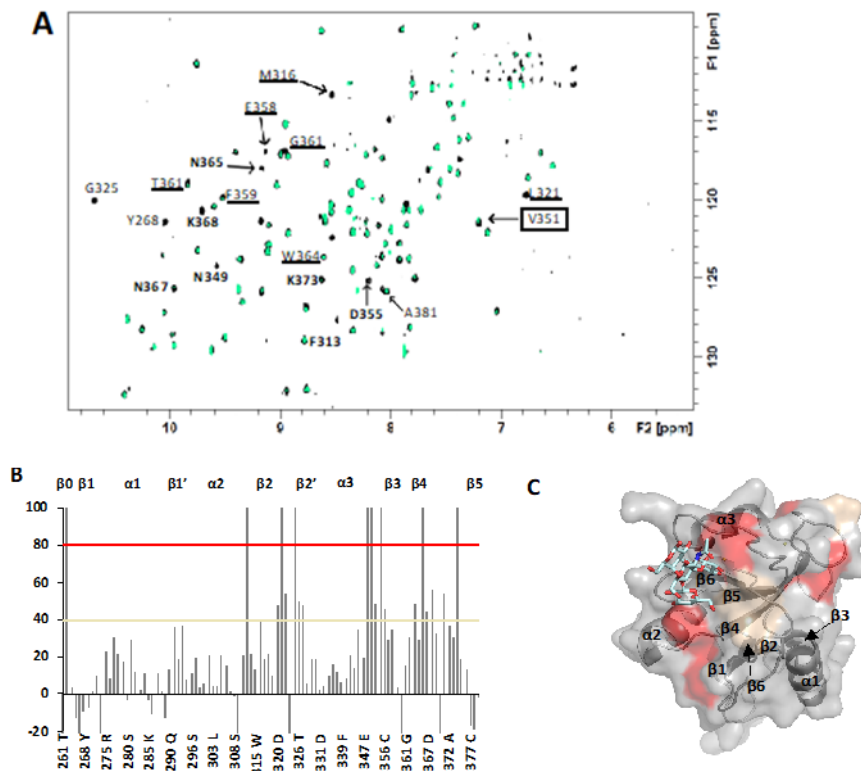 A
M316
E358
G361
N365
T361
G325
F359
K368
Y268
L321
V351
W364
N349
K373
N367
D355
A381
F313
115
120
125
130
F1 [ppm]
10 9 8 7 6
F2 [ppm]
B
β0 β1 α1 β1' α2 β2 β2' α3 β3 β4 β5
100
80
60
40
20
0
-20
261 T
268 Y
275 R
280 S
285 K
290 Q
296 S
303 L
308 S
315 W
320 D
326 T
331 D
339 F
347 E
356 C
361 G
367 D
372 A
377 C
C
α3
β6
β5
β3
α2
β4
β2
β1
β6
α1